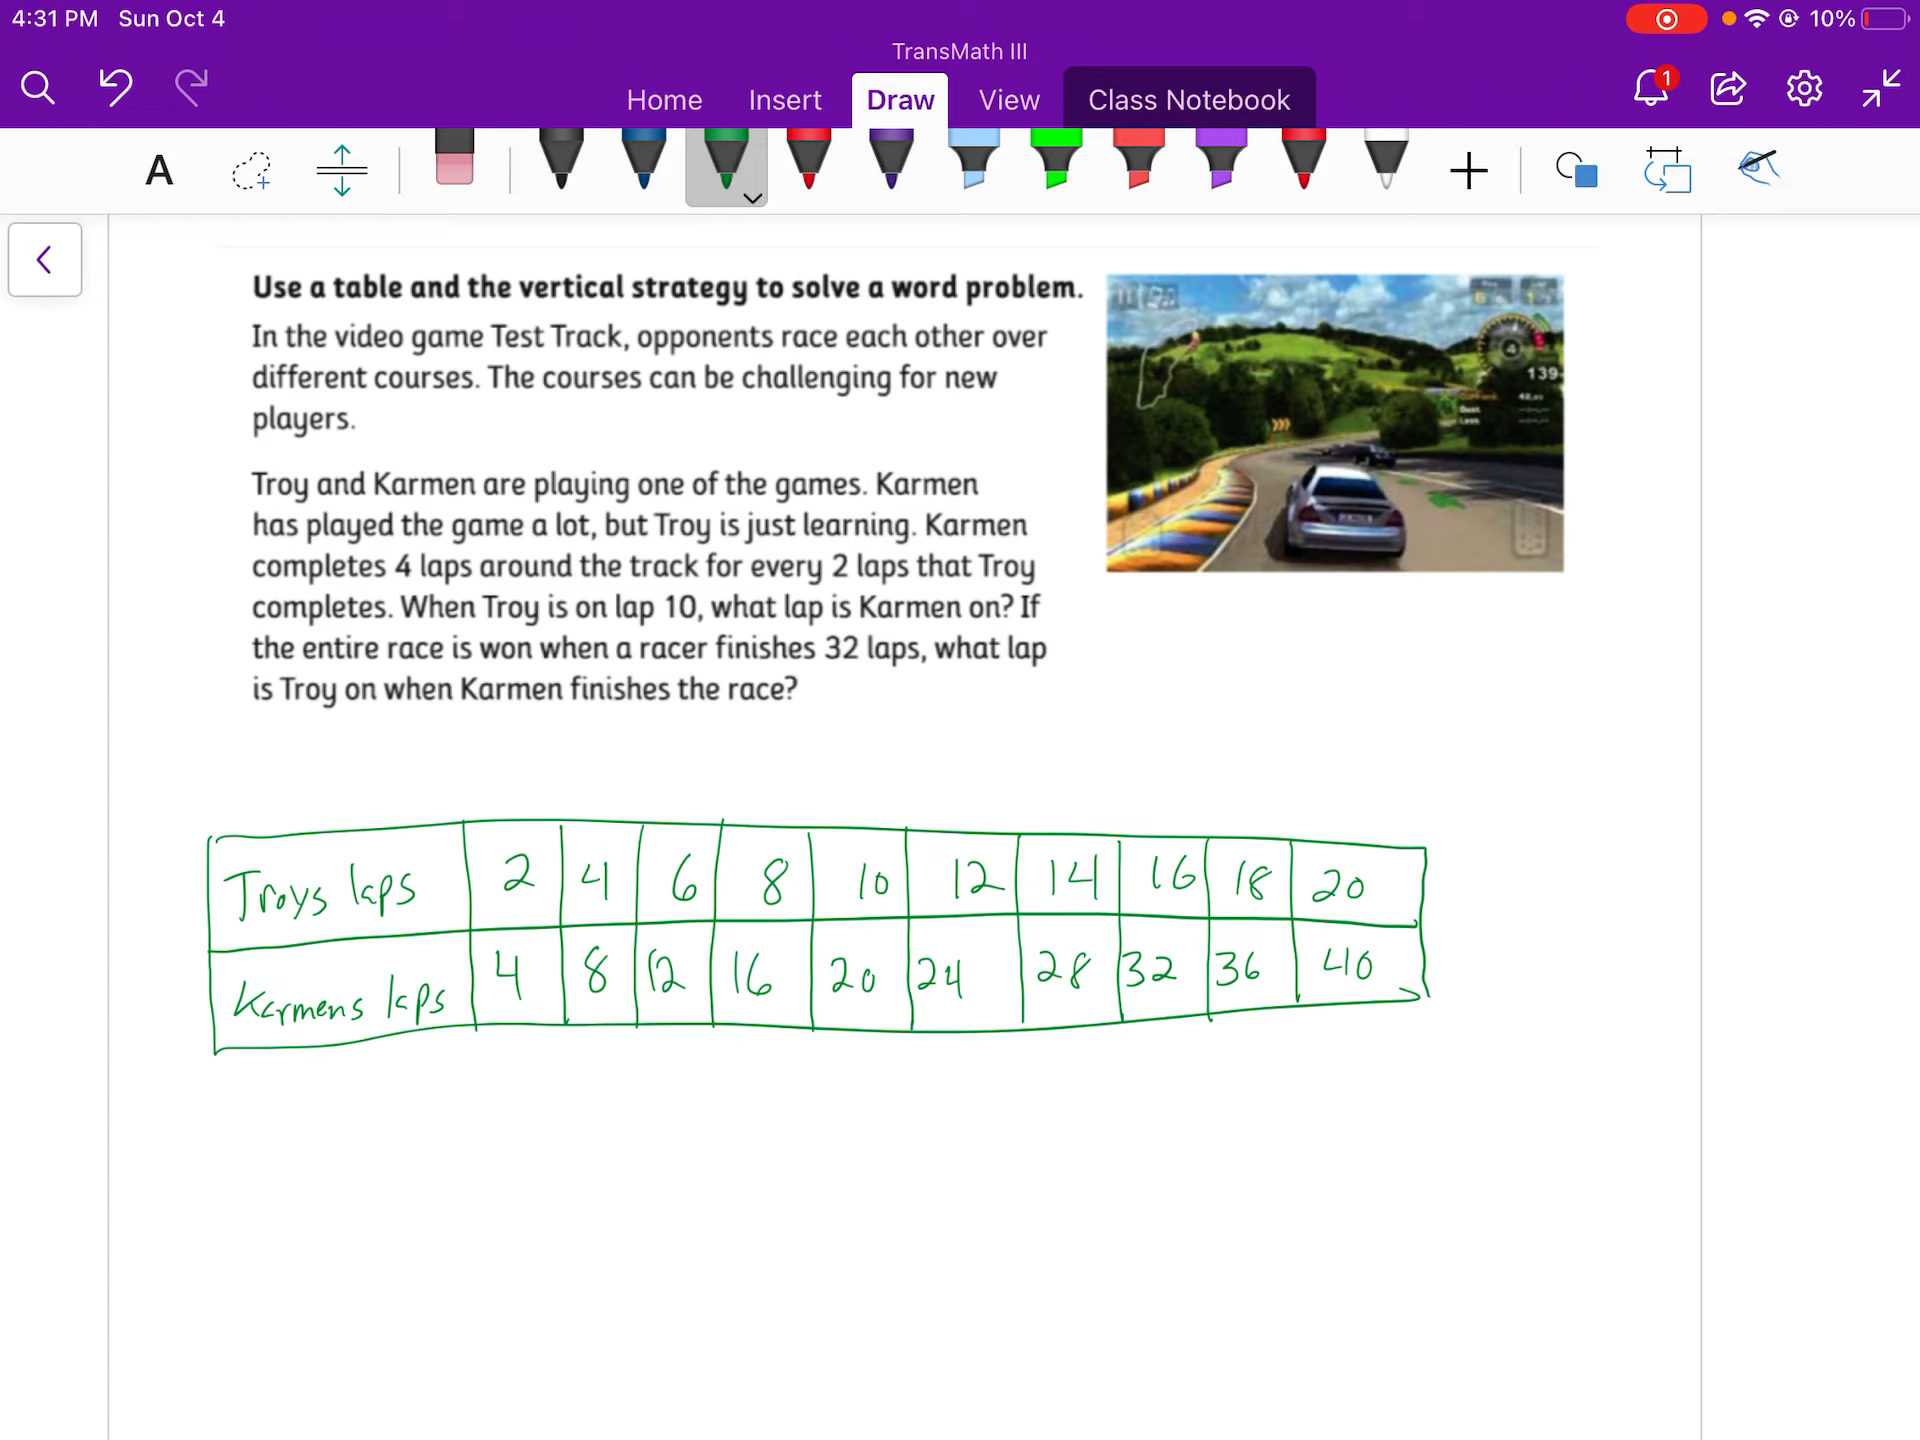 4:31 PM Sun Oct 4
10%
TransMath III
Home Insert Draw View Class Notebook
1
A
Use a table and the vertical strategy to solve a word problem.
In the video game Test Track, opponents race each other over
different courses. The courses can be challenging for new
players.
Troy and Karmen are playing one of the games. Karmen
has played the game a lot, but Troy is just learning. Karmen
completes 4 laps around the track for every 2 laps that Troy
completes. When Troy is on lap 10, what lap is Karmen on? If
the entire race is won when a racer finishes 32 laps, what lap
is Troy on when Karmen finishes the race?
139
Troys laps 2 4 6 8 10 12 14 16 18 20
Karmens laps 4 8 12 16 20 24 28 32 36 40